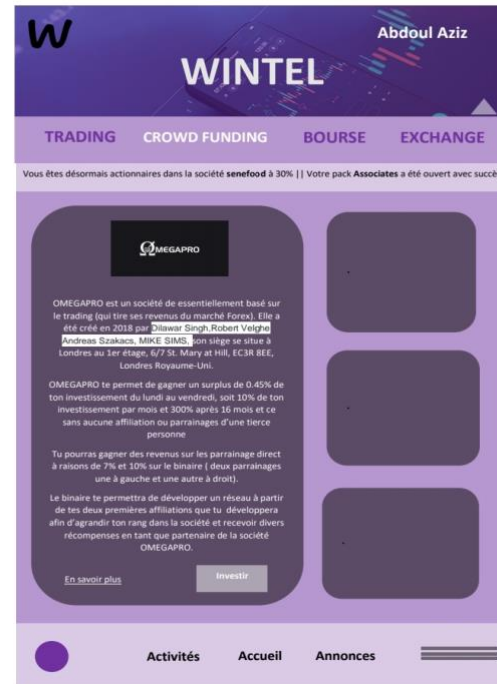 W
Abdoul Aziz
WINTEL
TRADING CROWD FUNDING BOURSE EXCHANGE
Vous êtes désormais actionnaires dans la société senefood à 30% || Votre pack Associates a été ouvert avec succè
ΩMEGAPRO
OMEGAPRO est un société de essentiellement basé sur
le trading (qui tire ses revenus du marché Forex). Elle a
été créé en 2018 par Dilawar Singh,Robert Velghe
Andreas Szakacs, MIKE SIMS, son siège se situe à
Londres au 1er étage, 6/7 St. Mary at Hill, EC3R 8EE,
Londres Royaume-Uni.
OMEGAPRO te permet de gagner un surplus de 0.45% de
ton investissement du lundi au vendredi, soit 10% de ton
investissement par mois et 300% après 16 mois et ce
sans aucune affiliation ou parrainages d'une tierce
personne
Tu pourras gagner des revenus sur les parrainage direct
à raisons de 7% et 10% sur le binaire ( deux parrainages
une à gauche et une autre à droit).
Le binaire te permettra de développer un réseau à partir
de tes deux premières affiliations que tu développera
afin d'agrandir ton rang dans la société et recevoir divers
récompenses en tant que partenaire de la société
OMEGAPRO.
En savoir plus
Investir
Activités Accueil Annonces